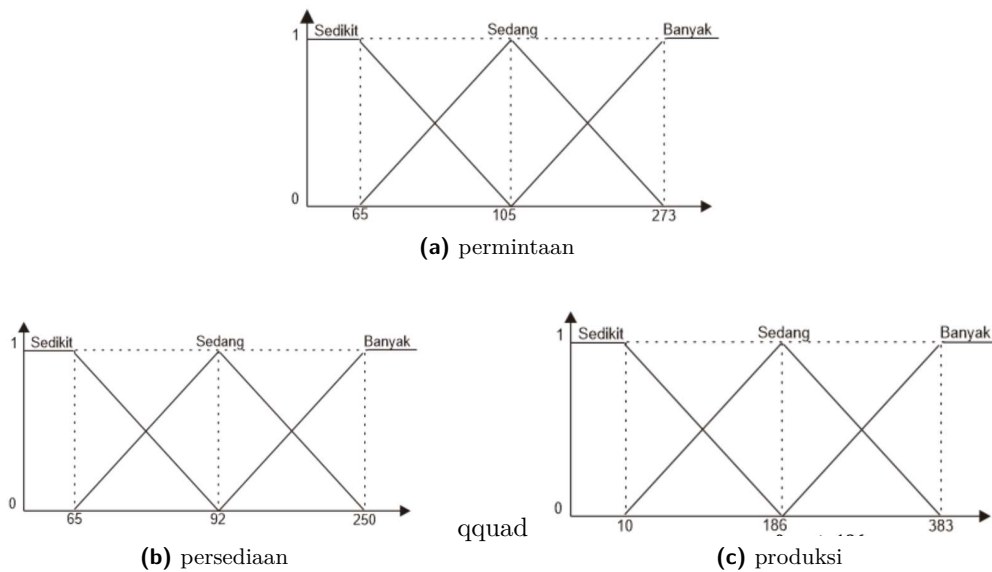 Sedikit Sedang Banyak
1
0
65 105 273
(a) permintaan
Sedikit Sedang Banyak
1
0
65 92 250
(b) persediaan
qquad
Sedikit Sedang Banyak
1
0
10 186 383
(c) produksi